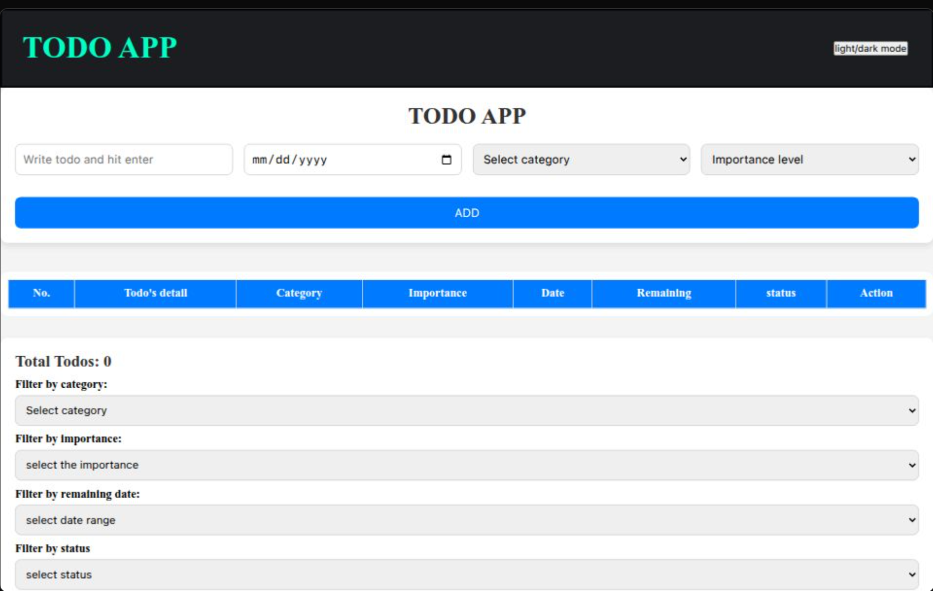 TODO APP
light/dark mode
TODO APP
Write todo and hit enter mm/dd/yyyy Select category Importance level
ADD
No. Todo's detail Category Importance Date Remaining status Action
Total Todos: 0
Filter by category:
Select category
Filter by importance:
select the importance
Filter by remaining date:
select date range
Filter by status
select status